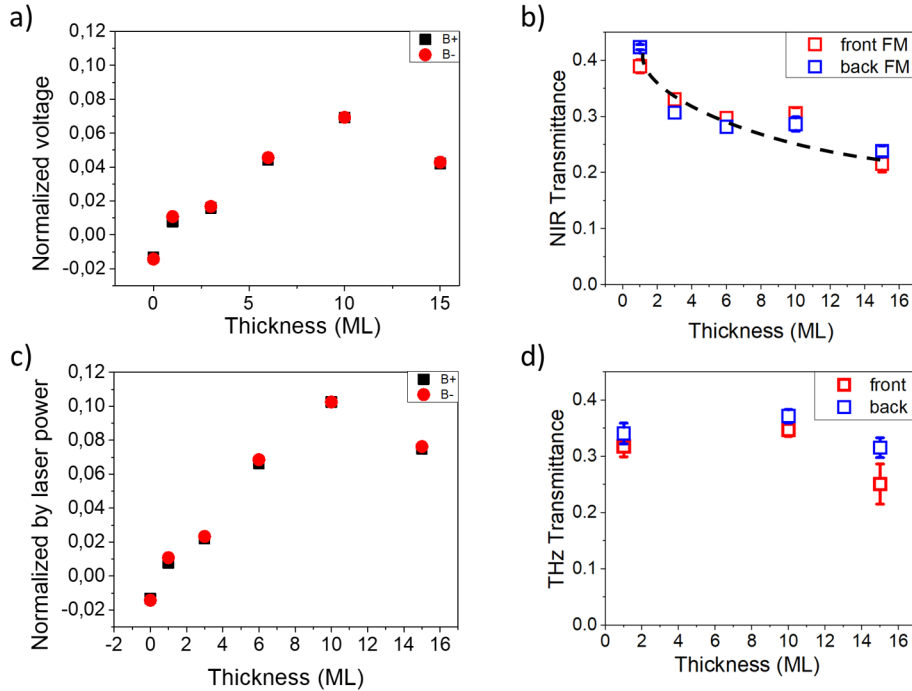 a)
0,12
0,10
0,08
0,06
0,04
0,02
0,00
-0,02
Normalized voltage
B+
B-
0
5
10
15
Thickness (ML)
b)
0.4
0.3
0.2
0.1
0.0
NIR Transmittance
front FM
back FM
0 2 4 6 8 10 12 14 16
Thickness (ML)
c)
0,12
0,10
0,08
0,06
0,04
0,02
0,00
-0,02
Normalized by laser power
B+
B-
-2 0 2 4 6 8 10 12 14 16
Thickness (ML)
d)
0.4
0.3
0.2
0.1
0.0
THz Transmittance
front
back
0 2 4 6 8 10 12 14 16
Thickness (ML)